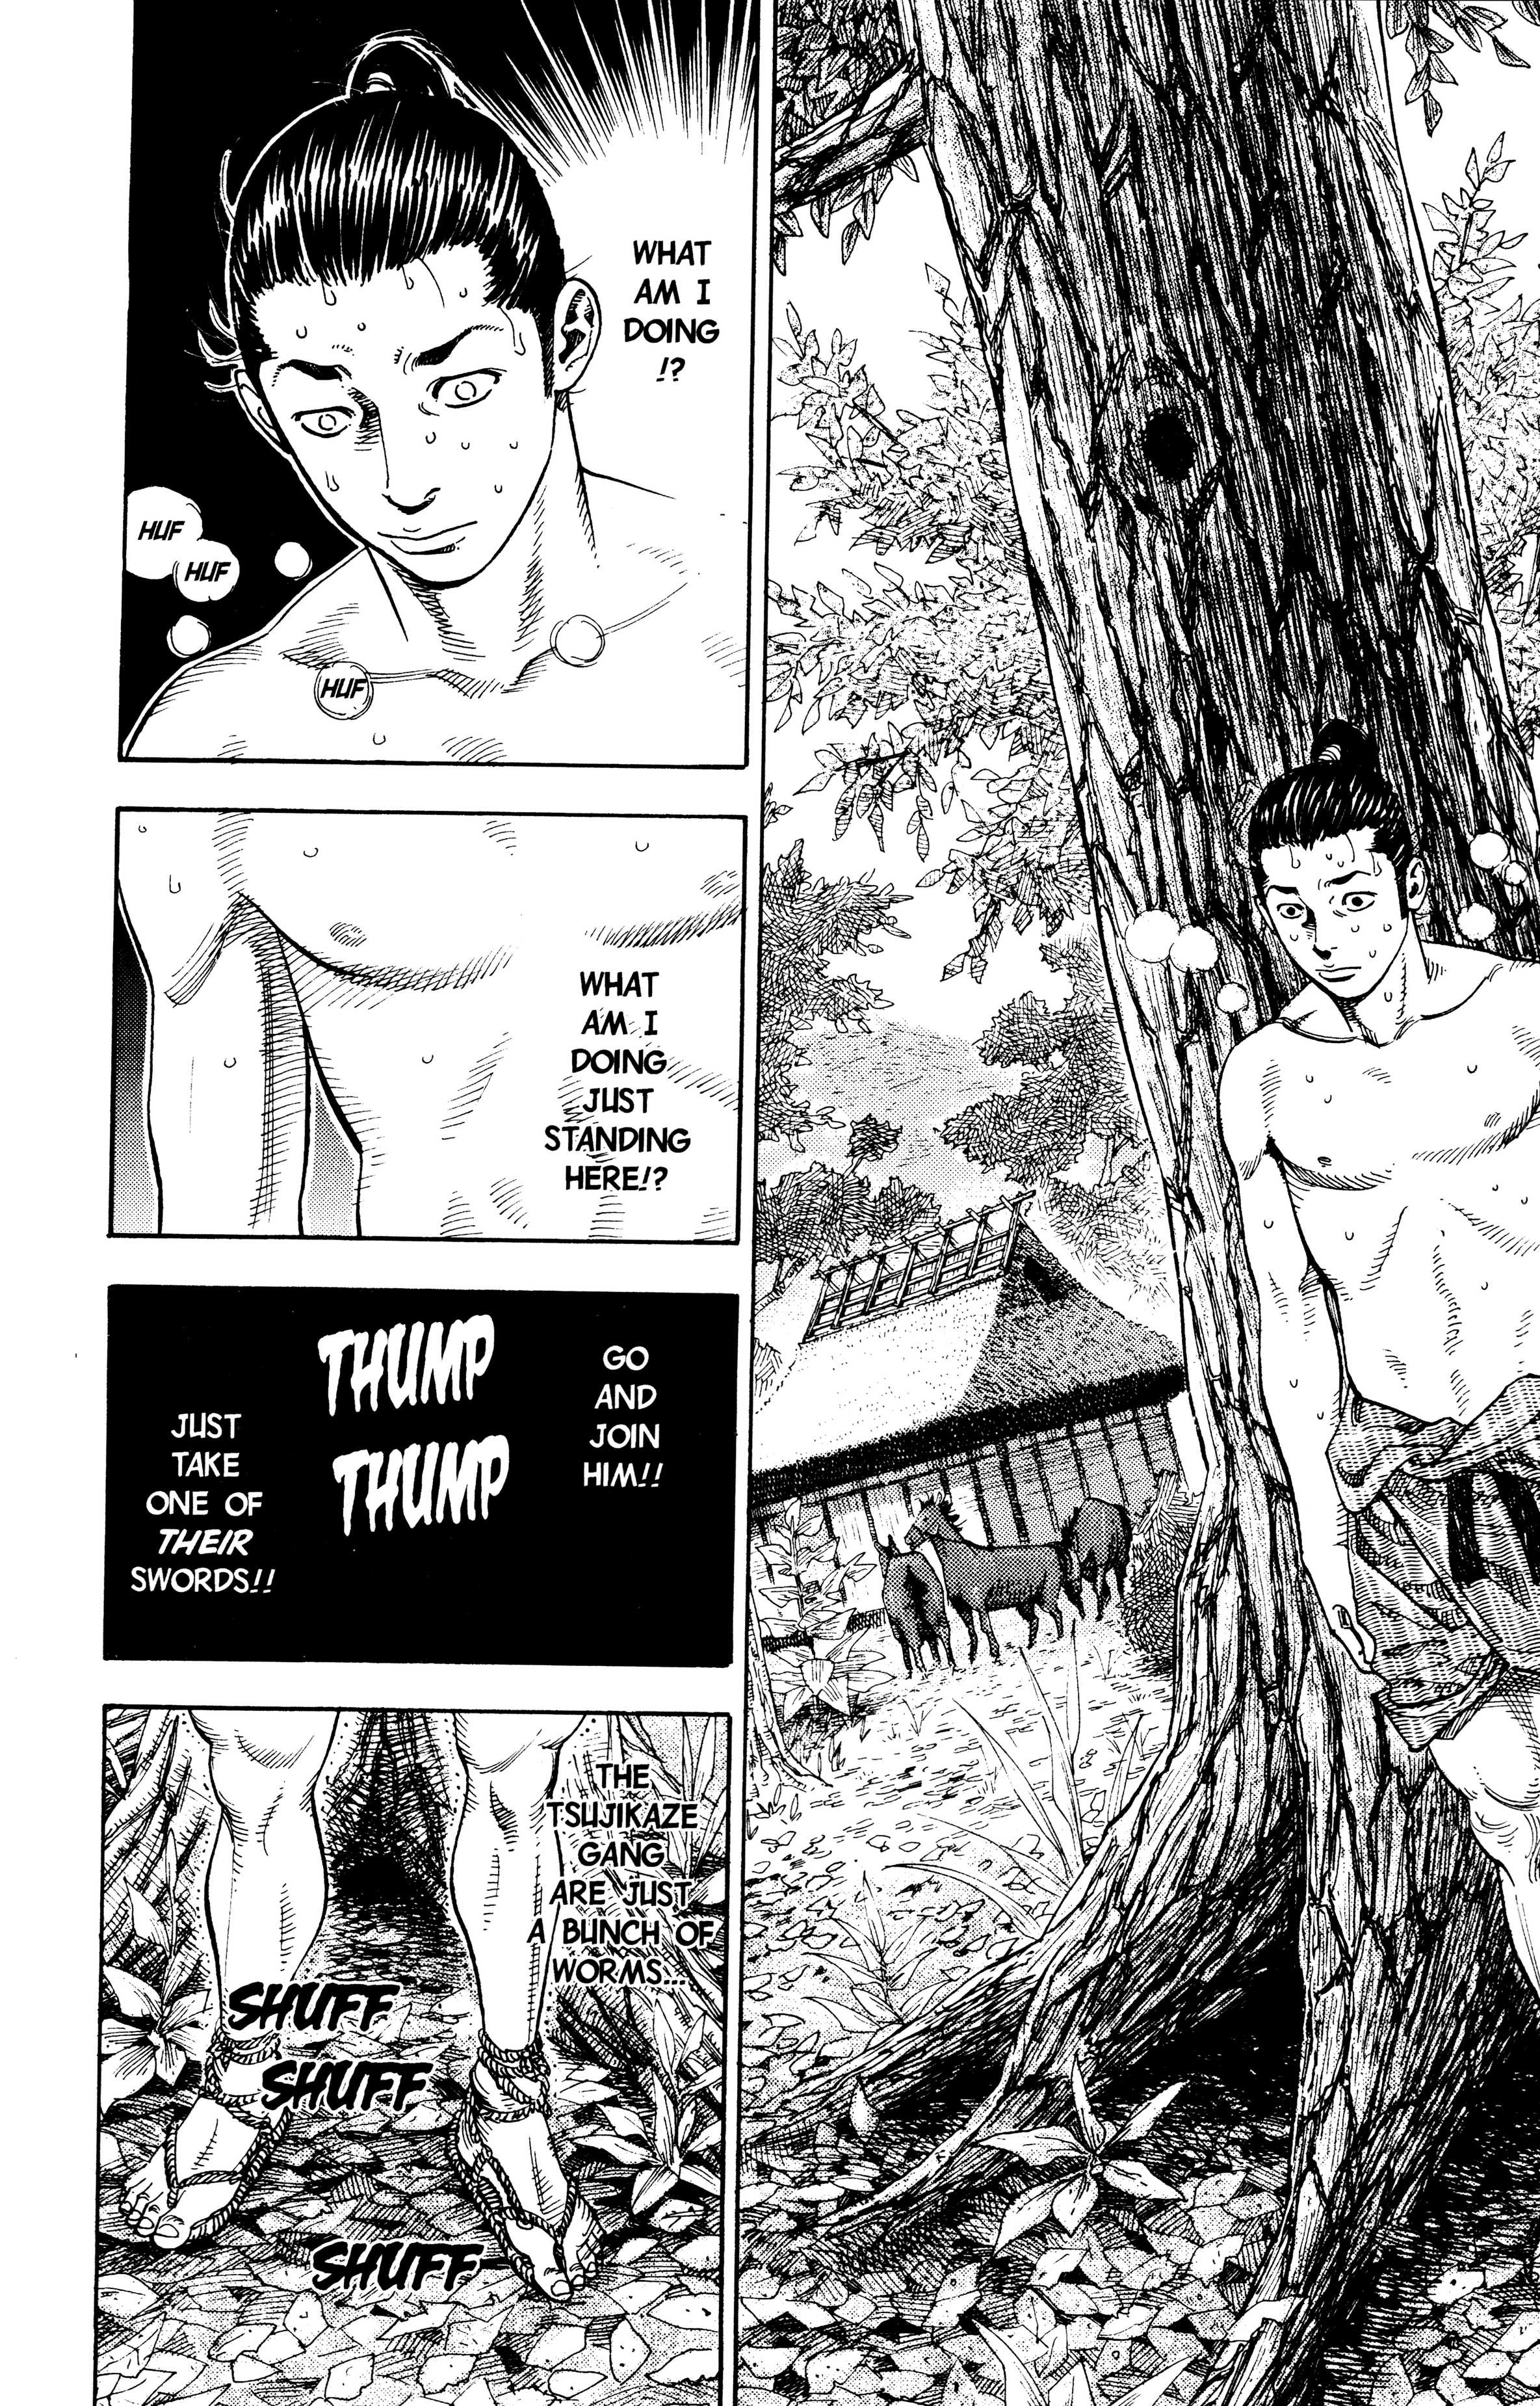 WHAT
AM I
DOING
!?
HUF
HUF
HUF
WHAT
AM I
DOING
JUST
STANDING
HERE!?
GO
AND
JOIN
HIM!!
THUMP
THUMP
JUST
TAKE
ONE OF
THEIR
SWORDS!!
THE
TSUJIKAZE
GANG
ARE JUST
A BUNCH OF
WORMS...
SHUFF
SHUFF
SHUFF